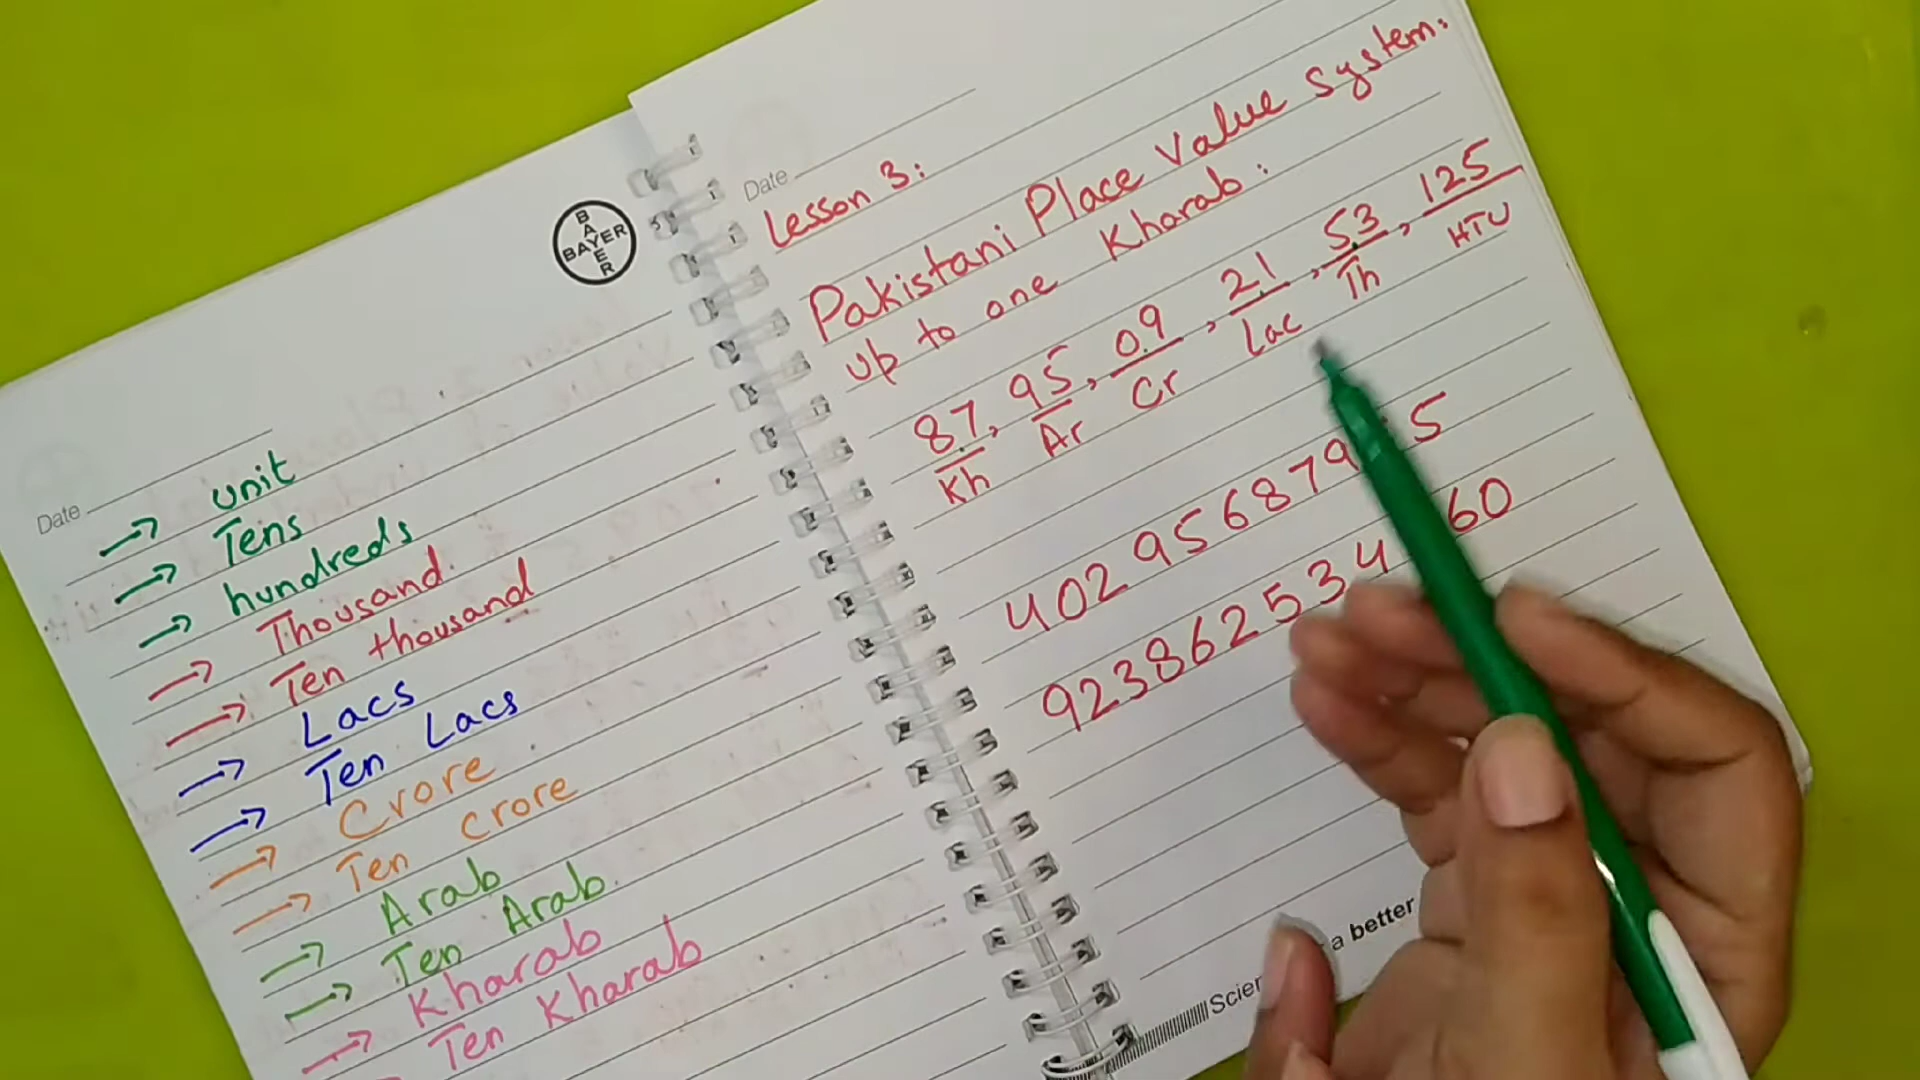 Date
BAYER
BAYER
→ unit
→ Tens
→ hundreds
→ Thousand.
→ Ten thousand
→ Lacs
→ Ten Lacs
→ Crore
→ Ten crore
→ Arab
→ Ten Arab.
→ Kharab
→ Ten Kharab
Date
Lesson 3:
Pakistani Place Value System.
up to one Kharab:
87, 95, 09, 21, 53, 125
Kh Ar Cr Lac Th HTU
402956879 5
923862534 60
a better